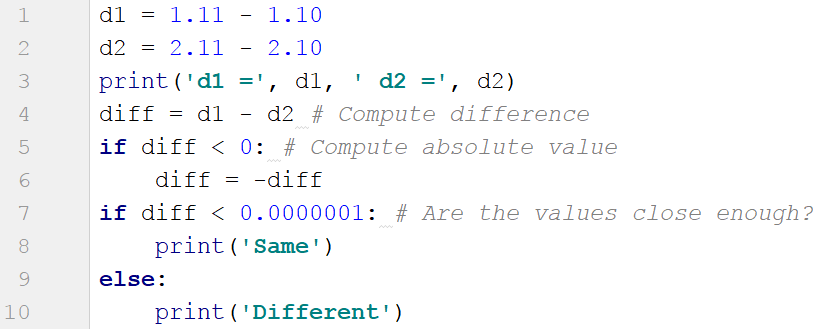 1 d1 = 1.11 - 1.10
2 d2 = 2.11 - 2.10
3 print('d1 =', d1, ' d2 =', d2)
4 diff = d1 - d2 # Compute difference
5 if diff < 0: # Compute absolute value
6     diff = -diff
7 if diff < 0.0000001: # Are the values close enough?
8     print('Same')
9 else:
10     print('Different')